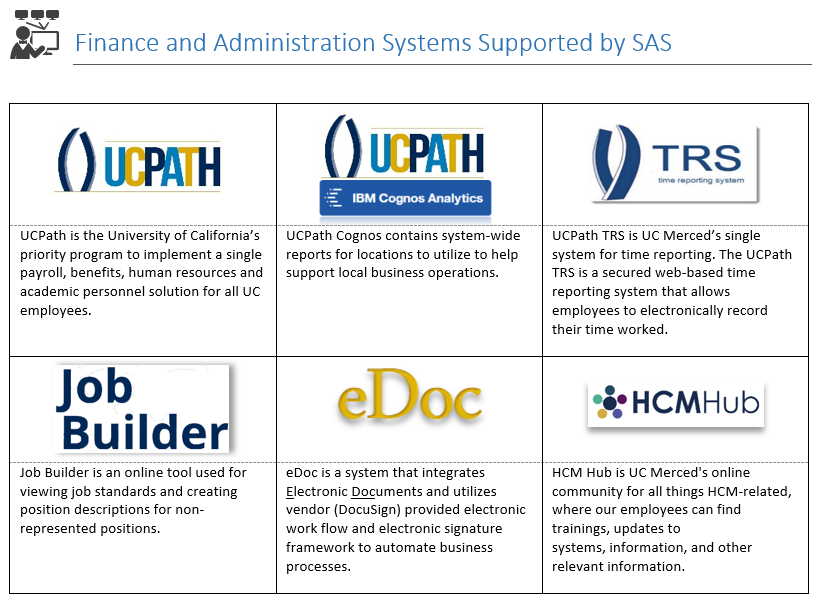 Finance and Administration Systems Supported by SAS
UCPATH
UCPath is the University of California’s
priority program to implement a single
payroll, benefits, human resources and
academic personnel solution for all UC
employees.
UCPATH
IBM Cognos Analytics
UCPath Cognos contains system-wide
reports for locations to utilize to help
support local business operations.
TRS
time reporting system
UCPath TRS is UC Merced’s single
system for time reporting. The UCPath
TRS is a secured web-based time
reporting system that allows
employees to electronically record
their time worked.
Job
Builder
Job Builder is an online tool used for
viewing job standards and creating
position descriptions for non-
represented positions.
eDoc
eDoc is a system that integrates
Electronic Documents and utilizes
vendor (DocuSign) provided electronic
work flow and electronic signature
framework to automate business
processes.
HCMHub
HCM Hub is UC Merced's online
community for all things HCM-related,
where our employees can find
trainings, updates to
systems, information, and other
relevant information.